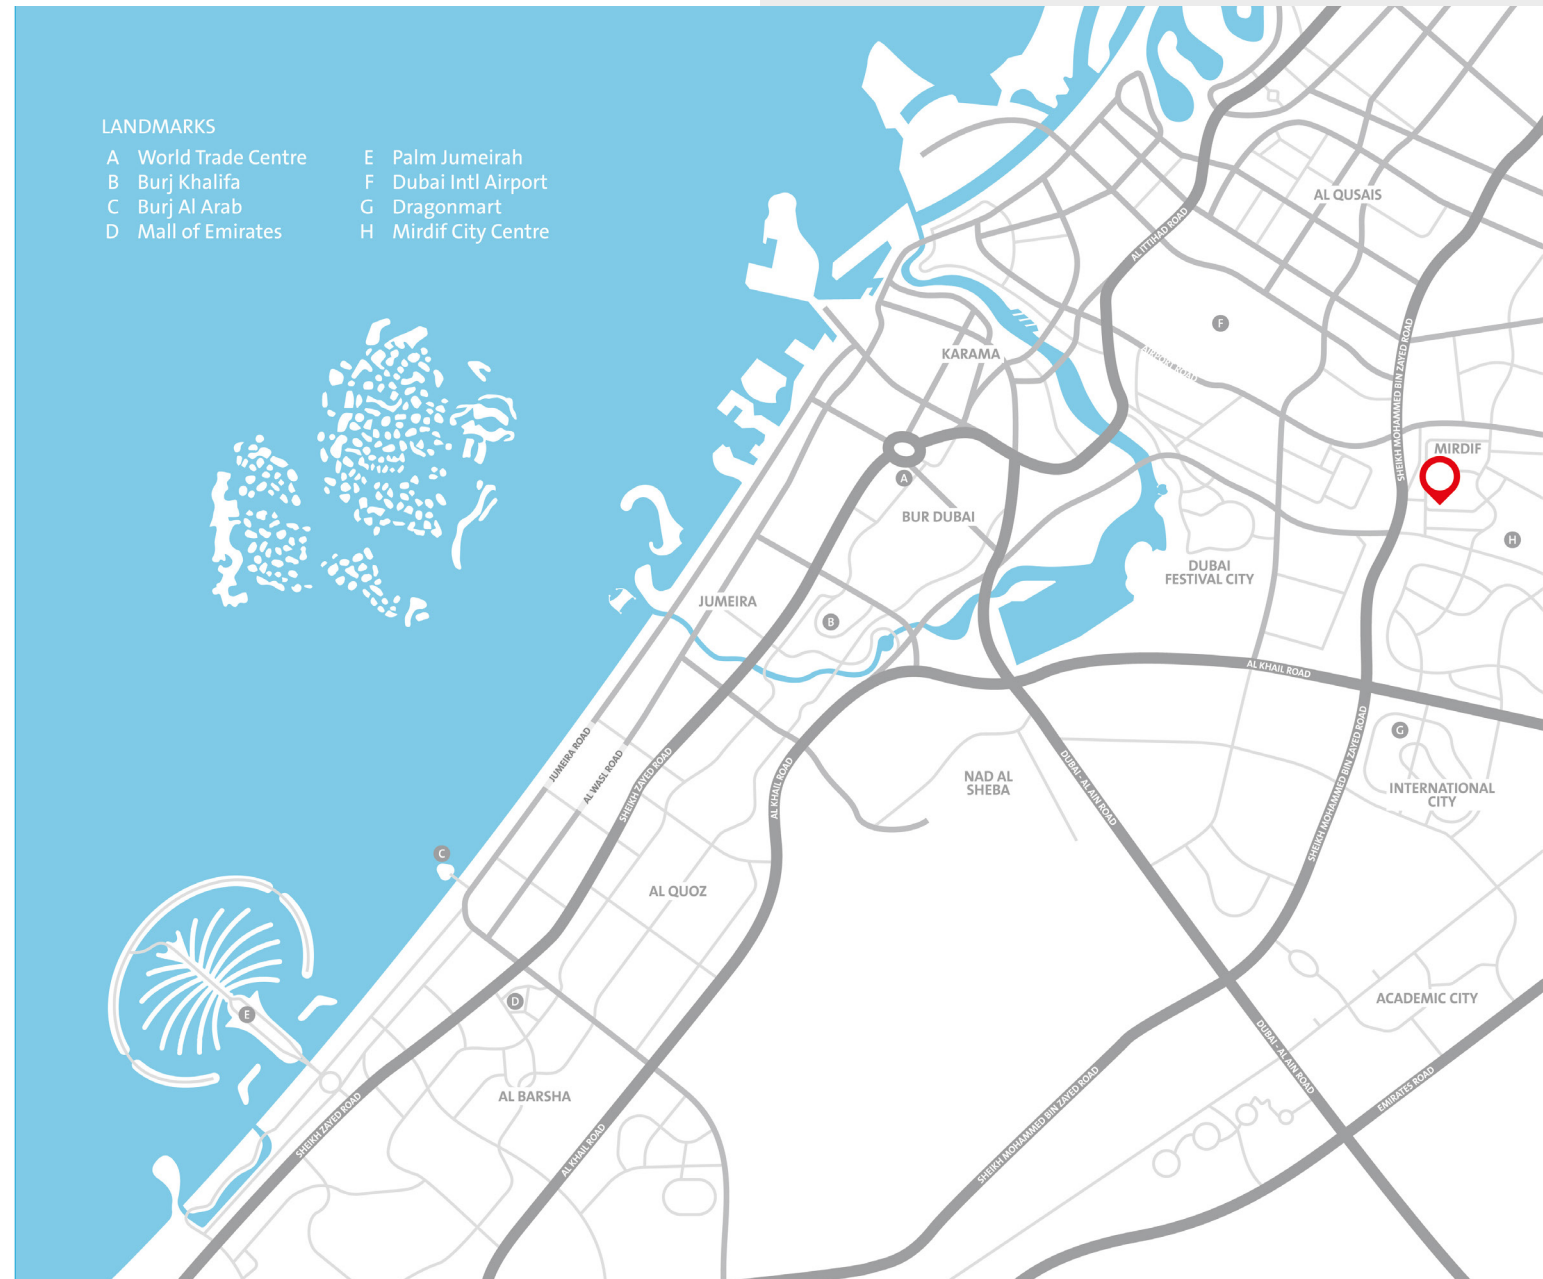 LANDMARKS
A World Trade Centre
B Burj Khalifa
C Burj Al Arab
D Mall of Emirates
E Palm Jumeirah
F Dubai Intl Airport
G Dragonmart
H Mirdif City Centre
AL QUSAIS
AL ITTIHAD ROAD
F
KARAMA
AIRPORT ROAD
SHEIKH MOHAMMED BIN ZAYED ROAD
MIRDIF
A
BUR DUBAI
H
DUBAI
FESTIVAL CITY
JUMEIRA
B
AL KHAIL ROAD
G
JUMEIRA ROAD
AL WASL ROAD
SHEIKH ZAYED ROAD
AL KHAIL ROAD
DUBAI - AL AIN ROAD
SHEIKH MOHAMMED BIN ZAYED ROAD
NAD AL
SHEBA
INTERNATIONAL
CITY
C
AL QUOZ
D
E
ACADEMIC CITY
DUBAI - AL AIN ROAD
AL BARSHA
SHEIKH ZAYED ROAD
AL KHAIL ROAD
SHEIKH MOHAMMED BIN ZAYED ROAD
EMIRATES ROAD